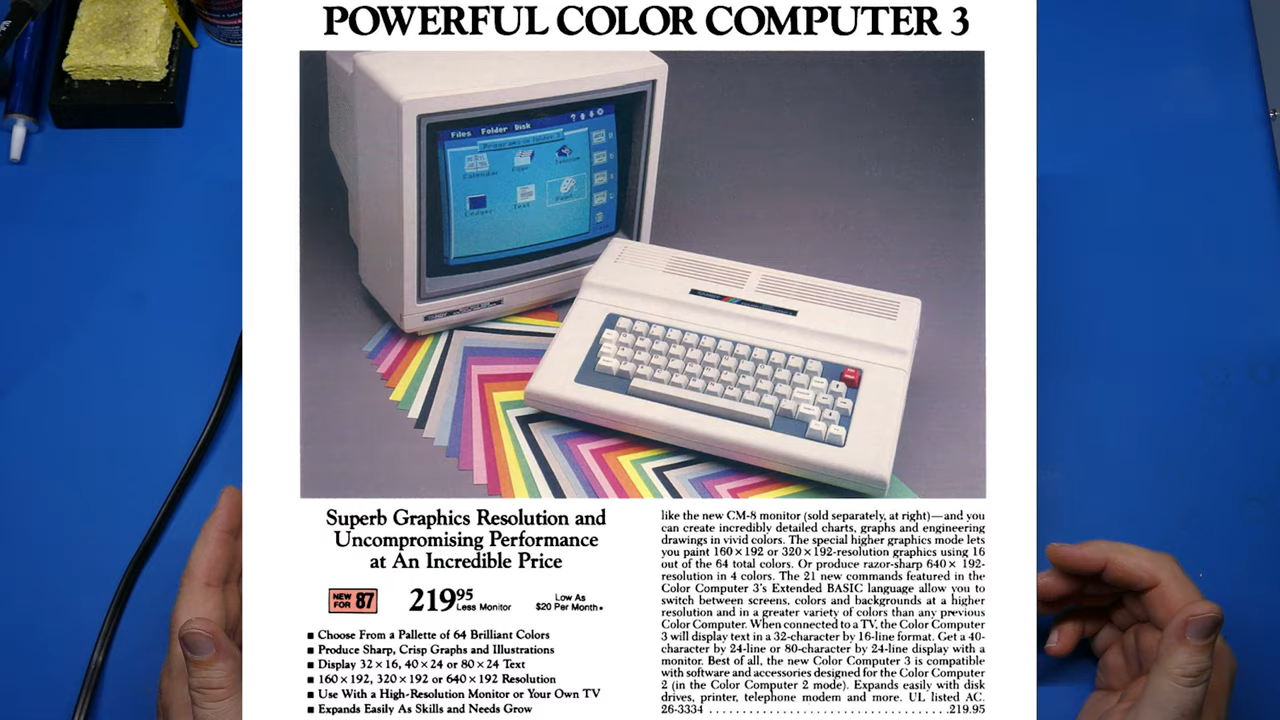 POWERFUL COLOR COMPUTER 3
Files Folder Disk
Calendar
Ledger
Text
Superb Graphics Resolution and
Uncompromising Performance
at An Incredible Price
NEW FOR 87
219.95
Less Monitor
Low As
$20 Per Month•
■ Choose From a Pallette of 64 Brilliant Colors
■ Produce Sharp, Crisp Graphs and Illustrations
■ Display 32 × 16, 40 × 24 or 80 × 24 Text
■ 160 × 192, 320 × 192 or 640 × 192 Resolution
■ Use With a High-Resolution Monitor or Your Own TV
■ Expands Easily As Skills and Needs Grow
like the new CM-8 monitor (sold separately, at right)—and you
can create incredibly detailed charts, graphs and engineering
drawings in vivid colors. The special higher graphics mode lets
you paint 160 × 192 or 320 × 192-resolution graphics using 16
out of the 64 total colors. Or produce razor-sharp 640 × 192-
resolution in 4 colors. The 21 new commands featured in the
Color Computer 3's Extended BASIC language allow you to
switch between screens, colors and backgrounds at a higher
resolution and in a greater variety of colors than any previous
Color Computer. When connected to a TV, the Color Computer
3 will display text in a 32-character by 16-line format. Get a 40-
character by 24-line or 80-character by 24-line display with a
monitor. Best of all, the new Color Computer 3 is compatible
with software and accessories designed for the Color Computer
2 (in the Color Computer 2 mode). Expands easily with disk
drives, printer, telephone modem and more. UL listed AC.
26-3334 .................................219.95